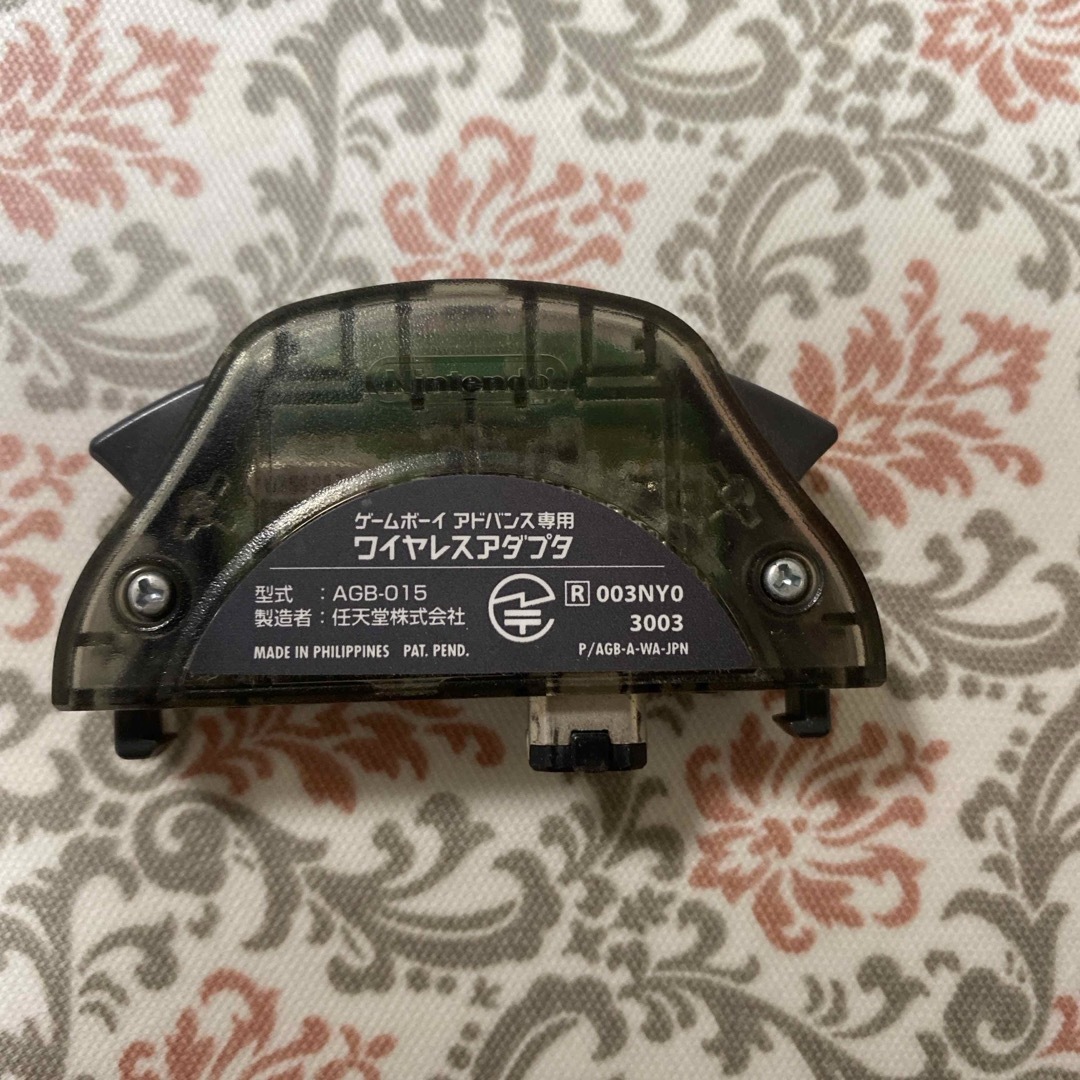 Nintendo
ゲームボーイ アドバンス専用
ワイヤレスアダプタ
型式 : AGB-015
製造者 : 任天堂株式会社
R 003NY0
3003
MADE IN PHILIPPINES PAT. PEND.
P/AGB-A-WA-JPN